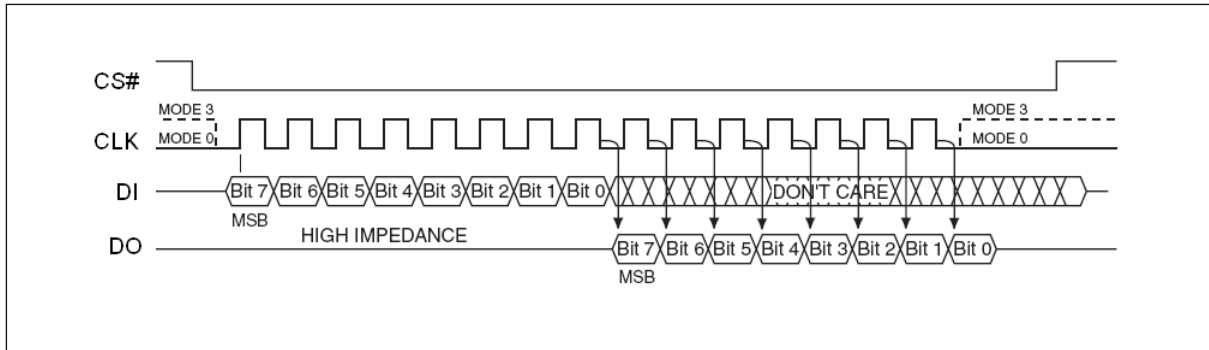 CS#
MODE 3
MODE 3
CLK
MODE 0
MODE 0
DI
Bit 7 Bit 6 Bit 5 Bit 4 Bit 3 Bit 2 Bit 1 Bit 0 DON'T CARE
MSB
HIGH IMPEDANCE
DO
Bit 7 Bit 6 Bit 5 Bit 4 Bit 3 Bit 2 Bit 1 Bit 0
MSB